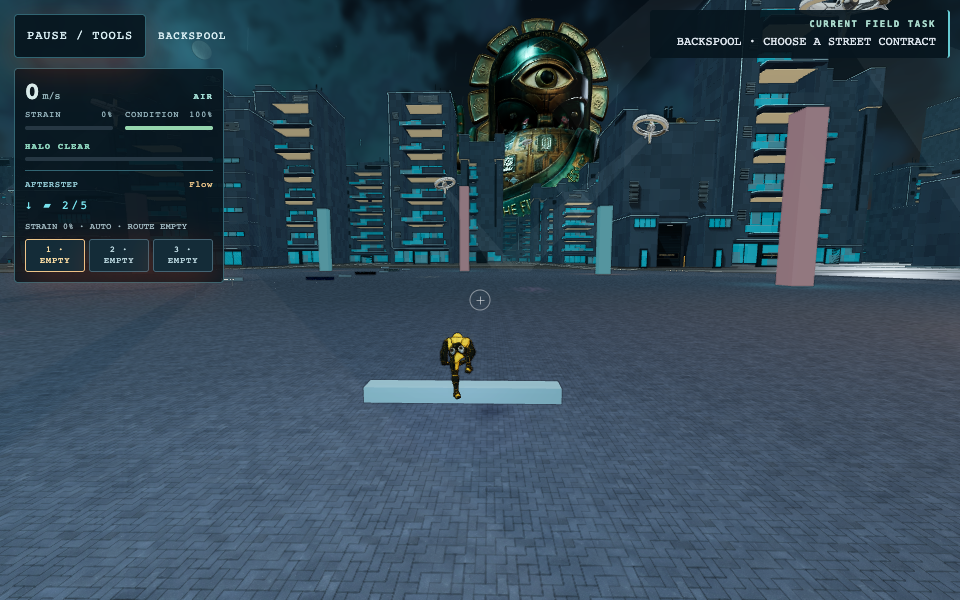 PAUSE / TOOLS
BACKSPOOL
CURRENT FIELD TASK
BACKSPOOL · CHOOSE A STREET CONTRACT
0 m/s
AIR
STRAIN 0%
CONDITION 100%
HALO CLEAR
AFTERSTEP
Flow
↓ ▰ 2/5
STRAIN 0% · AUTO · ROUTE EMPTY
1 · EMPTY
2 · EMPTY
3 · EMPTY